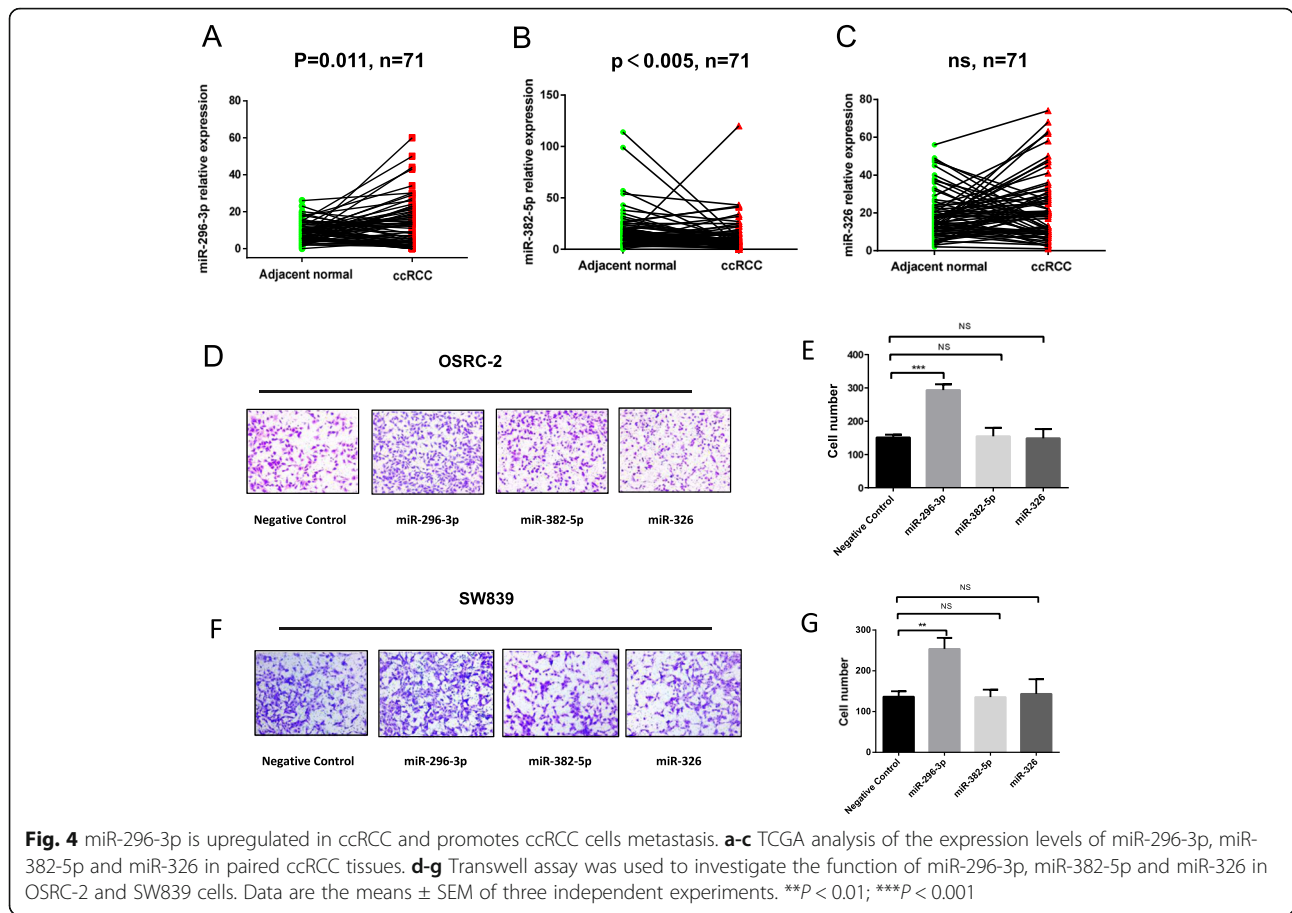 A
P=0.011, n=71
miR-296-3p relative expression
80
60
40
20
0
Adjacent normal
ccRCC
B
p<0.005, n=71
miR-382-5p relative expression
150
100
50
0
Adjacent normal
ccRCC
C
ns, n=71
miR-326 relative expression
80
60
40
20
0
Adjacent normal
ccRCC
D
OSRC-2
Negative Control
miR-296-3p
miR-382-5p
miR-326
E
NS
NS
***
Cell number
400
300
200
100
0
Negative Control
miR-296-3p
miR-382-5p
miR-326
SW839
F
Negative Control
miR-296-3p
miR-382-5p
miR-326
G
NS
NS
**
Cell number
300
200
100
0
Negative Control
miR-296-3p
miR-382-5p
miR-326
Fig. 4 miR-296-3p is upregulated in ccRCC and promotes ccRCC cells metastasis. a-c TCGA analysis of the expression levels of miR-296-3p, miR-
382-5p and miR-326 in paired ccRCC tissues. d-g Transwell assay was used to investigate the function of miR-296-3p, miR-382-5p and miR-326 in
OSRC-2 and SW839 cells. Data are the means ± SEM of three independent experiments. **P < 0.01; ***P < 0.001